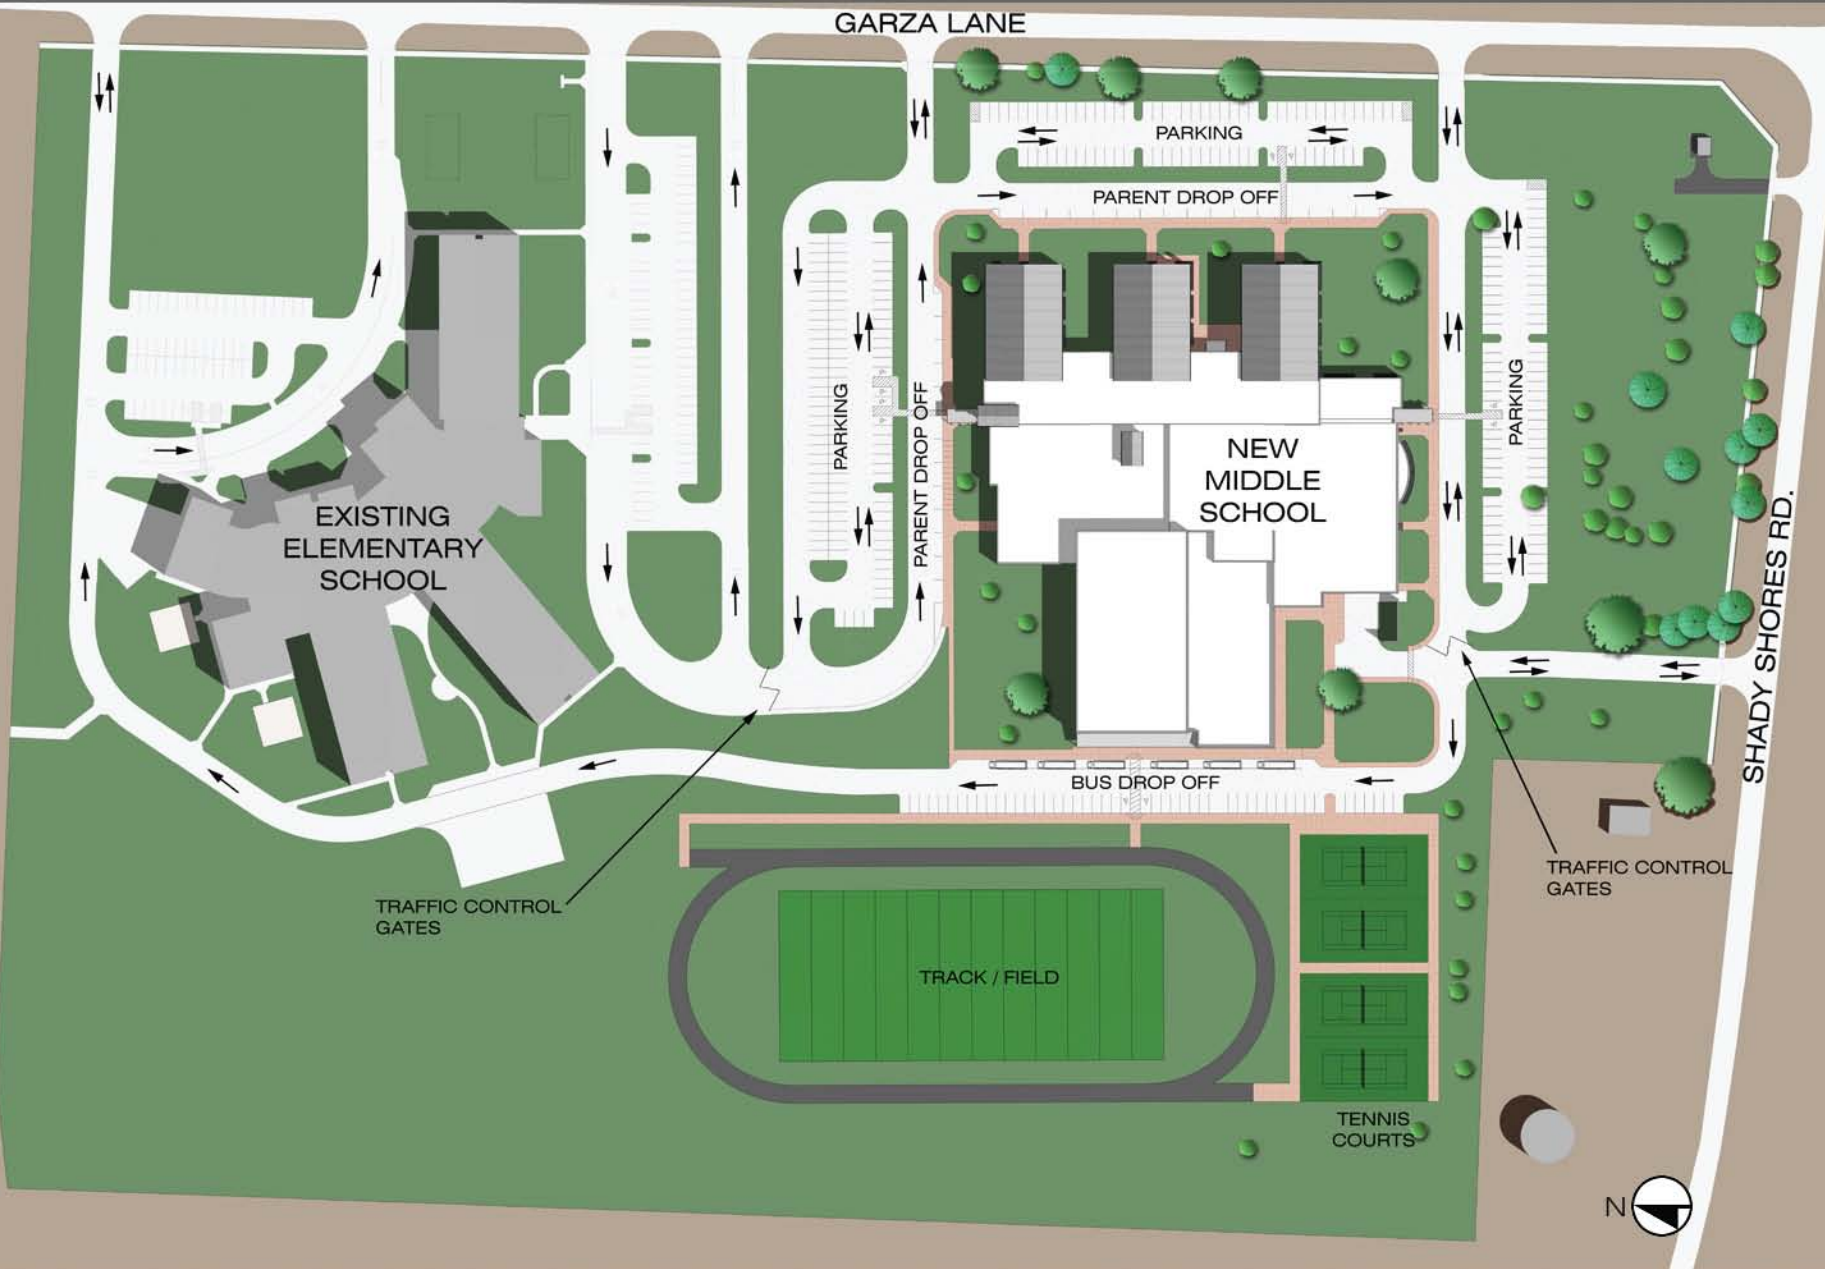 GARZA LANE
PARKING
PARENT DROP OFF
PARKING
PARENT DROP OFF
PARKING
NEW
MIDDLE
SCHOOL
EXISTING
ELEMENTARY
SCHOOL
SHADY SHORES RD.
BUS DROP OFF
TRAFFIC CONTROL
GATES
TRAFFIC CONTROL
GATES
TRACK / FIELD
TENNIS
COURTS
N